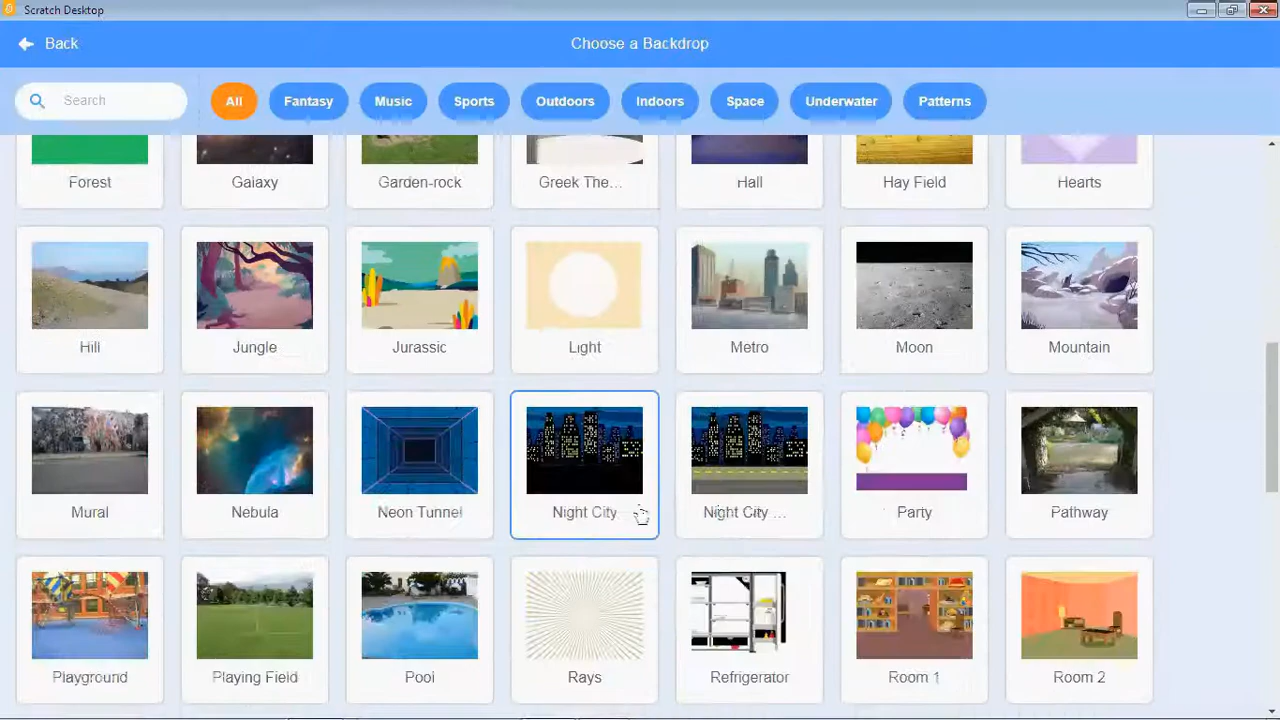 Scratch Desktop
Back
Choose a Backdrop
Search
All
Fantasy
Music
Sports
Outdoors
Indoors
Space
Underwater
Patterns
Forest
Galaxy
Garden-rock
Greek The...
Hall
Hay Field
Hearts
Hill
Jungle
Jurassic
Light
Metro
Moon
Mountain
Mural
Nebula
Neon Tunnel
Night City
Night City ...
Party
Pathway
Playground
Playing Field
Pool
Rays
Refrigerator
Room 1
Room 2